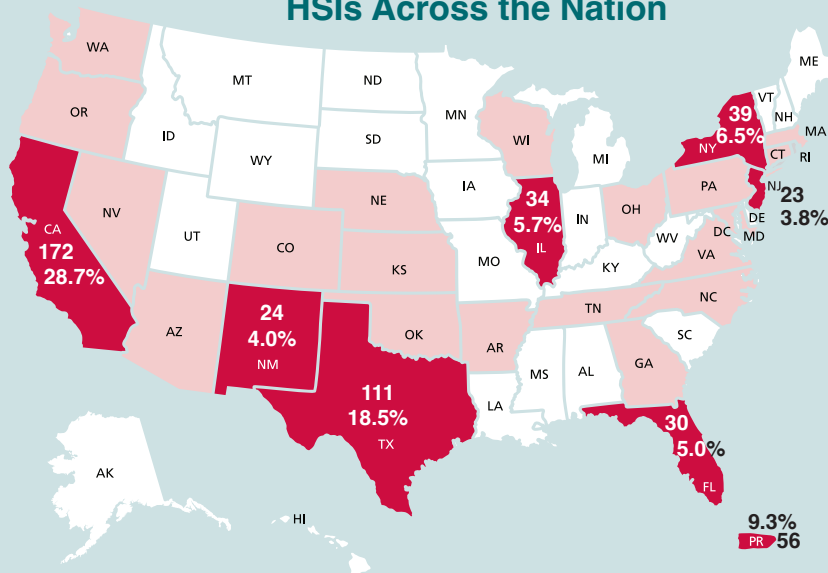 HSIs Across the Nation
WA
MT
ND
MN
ME
VT
NH
OR
ID
SD
WI
MI
39
6.5%
NY
MA
CT
RI
WY
IA
NE
PA
NJ
23
3.8%
NV
UT
CO
34
5.7%
IL
IN
OH
DE
MD
DC
WV
VA
CA
172
28.7%
KS
MO
KY
AZ
24
4.0%
NM
OK
AR
TN
NC
SC
111
18.5%
TX
LA
MS
AL
GA
30
5.0%
FL
AK
HI
9.3%
PR 56